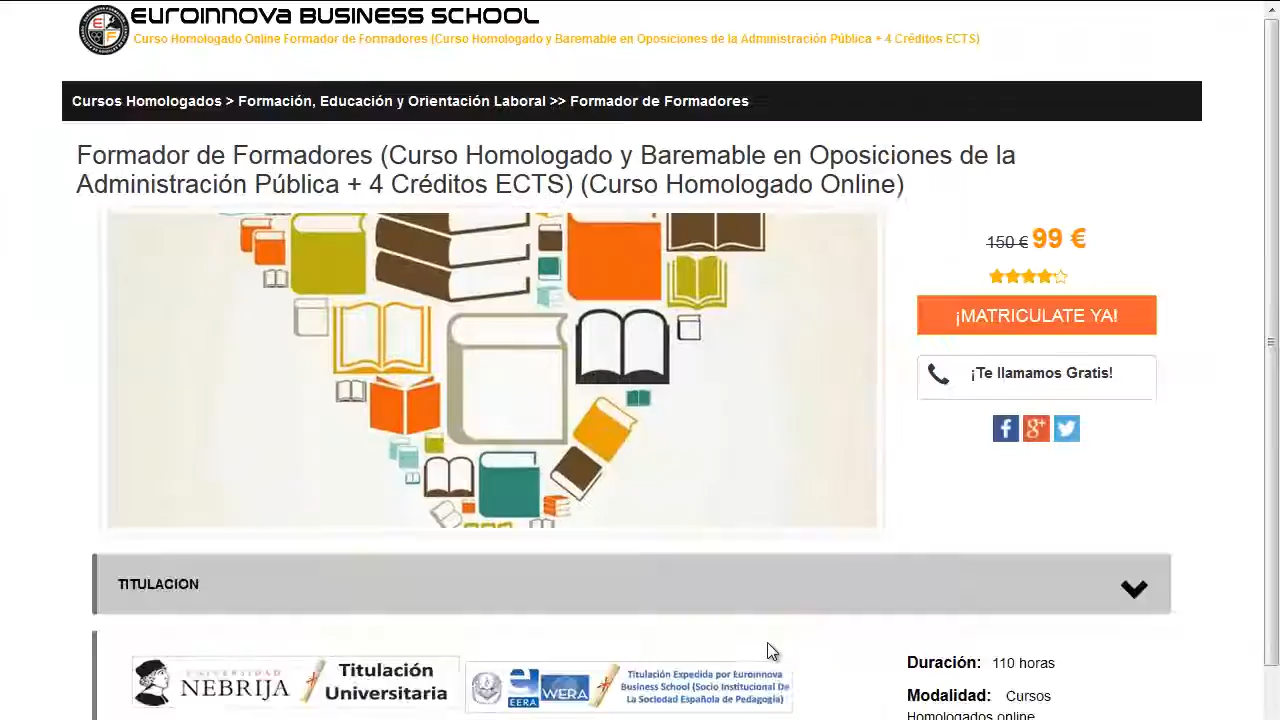 EUROINNOVA BUSINESS SCHOOL
Curso Homologado Online Formador de Formadores (Curso Homologado y Baremable en Oposiciones de la Administración Pública + 4 Créditos ECTS)
Cursos Homologados > Formación, Educación y Orientación Laboral >> Formador de Formadores
Formador de Formadores (Curso Homologado y Baremable en Oposiciones de la
Administración Pública + 4 Créditos ECTS) (Curso Homologado Online)
150 € 99 €
¡MATRICULATE YA!
¡Te llamamos Gratis!
TITULACION
UNIVERSIDAD
NEBRIJA
Titulación
Universitaria
EERA
WERA
Titulación Expedida por Euroinnova
Business School (Socio Institucional De
La Sociedad Española de Pedagogía)
Duración: 110 horas
Modalidad: Cursos
Homologados online